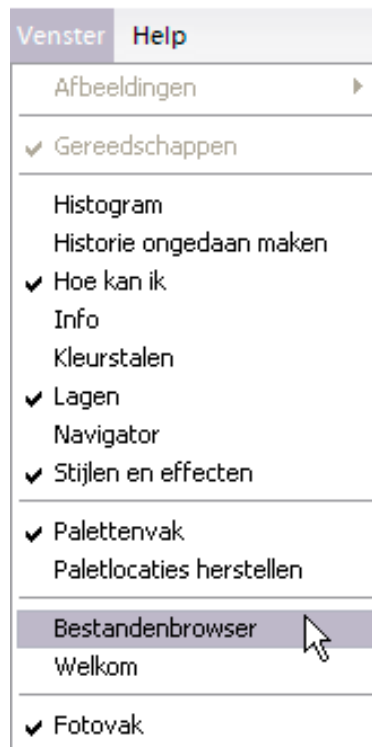 Venster Help
Afbeeldingen
Gereedschappen
Histogram
Historie ongedaan maken
Hoe kan ik
Info
Kleurstalen
Lagen
Navigator
Stijlen en effecten
Palettenvak
Paletlocaties herstellen
Bestandenbrowser
Welkom
Fotovak